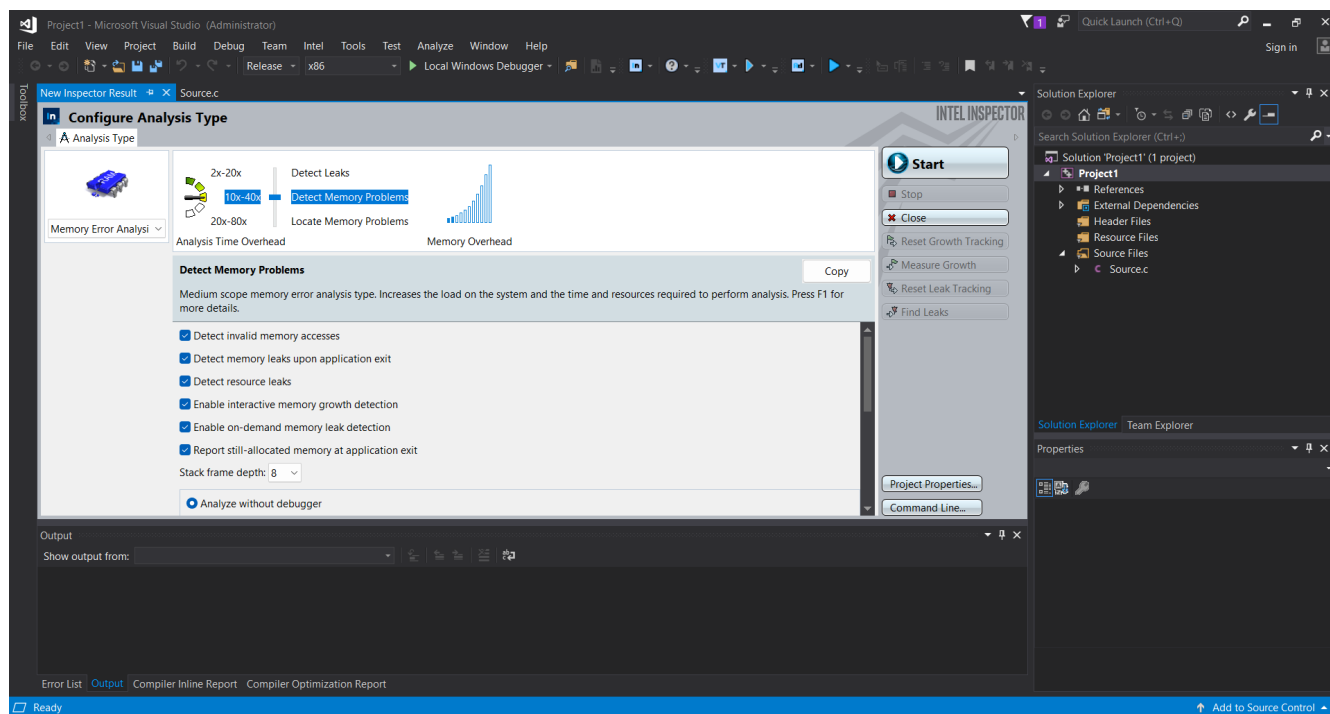 Project1 - Microsoft Visual Studio (Administrator)
1
Quick Launch (Ctrl+Q)
File Edit View Project Build Debug Team Intel Tools Test Analyze Window Help
Sign in
Release x86 Local Windows Debugger
Toolbox
New Inspector Result Source.c
Configure Analysis Type
INTEL INSPECTOR
Analysis Type
Memory Error Analysi
2x-20x Detect Leaks
10x-40x Detect Memory Problems
20x-80x Locate Memory Problems
Analysis Time Overhead Memory Overhead
Detect Memory Problems
Copy
Medium scope memory error analysis type. Increases the load on the system and the time and resources required to perform analysis. Press F1 for
more details.
Detect invalid memory accesses
Detect memory leaks upon application exit
Detect resource leaks
Enable interactive memory growth detection
Enable on-demand memory leak detection
Report still-allocated memory at application exit
Stack frame depth: 8
Analyze without debugger
Start
Stop
Close
Reset Growth Tracking
Measure Growth
Reset Leak Tracking
Find Leaks
Project Properties...
Command Line...
Solution Explorer
Search Solution Explorer (Ctrl+;)
Solution 'Project1' (1 project)
Project1
References
External Dependencies
Header Files
Resource Files
Source Files
Source.c
Solution Explorer Team Explorer
Properties
Output
Show output from:
Error List Output Compiler Inline Report Compiler Optimization Report
Ready
Add to Source Control